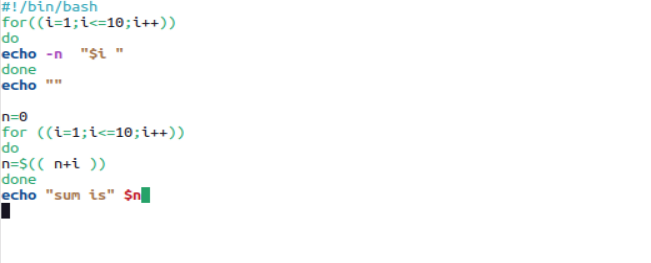 #!/bin/bash
for((i=1;i<=10;i++))
do
echo -n  "$i "
done
echo ""

n=0
for ((i=1;i<=10;i++))
do
n=$(( n+i ))
done
echo "sum is" $n